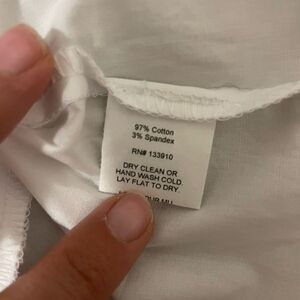 97% Cotton
3% Spandex
RN# 133910
DRY CLEAN OR
HAND WASH COLD.
LAY FLAT TO DRY.